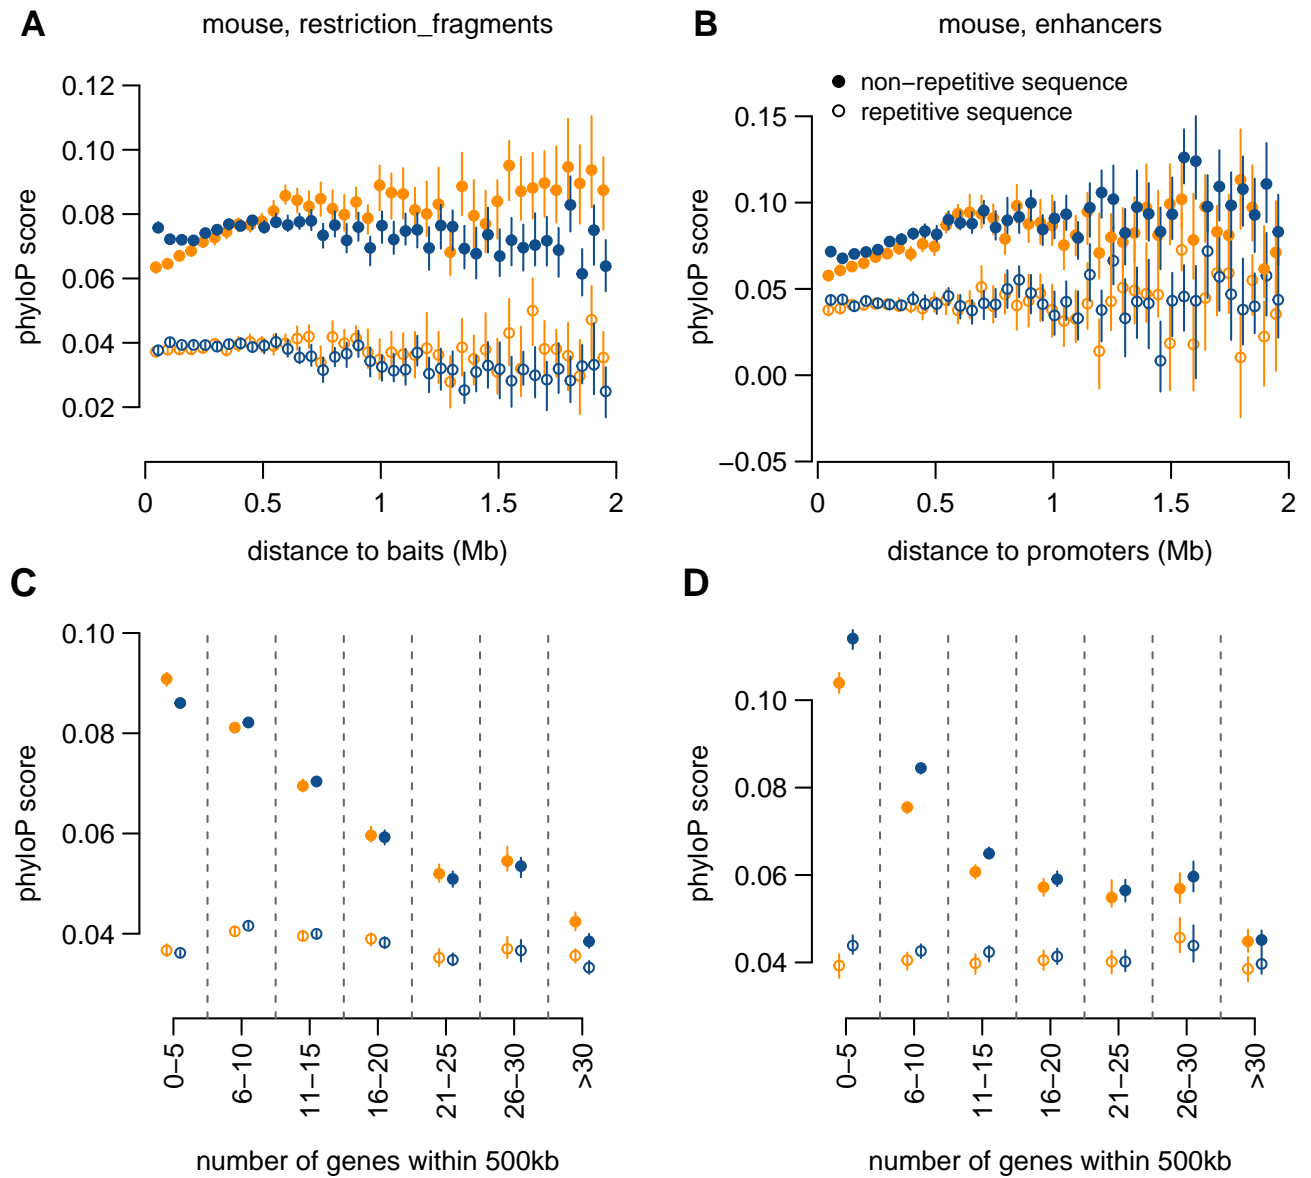 A
mouse, restriction_fragments
phyloP score
0.12
0.10
0.08
0.06
0.04
0.02
0
0.5
1
1.5
2
distance to baits (Mb)
B
mouse, enhancers
non−repetitive sequence
repetitive sequence
phyloP score
0.15
0.10
0.05
0.00
−0.05
0
0.5
1
1.5
2
distance to promoters (Mb)
C
phyloP score
0.10
0.08
0.06
0.04
0−5
6−10
11−15
16−20
21−25
26−30
>30
number of genes within 500kb
D
phyloP score
0.10
0.08
0.06
0.04
0−5
6−10
11−15
16−20
21−25
26−30
>30
number of genes within 500kb